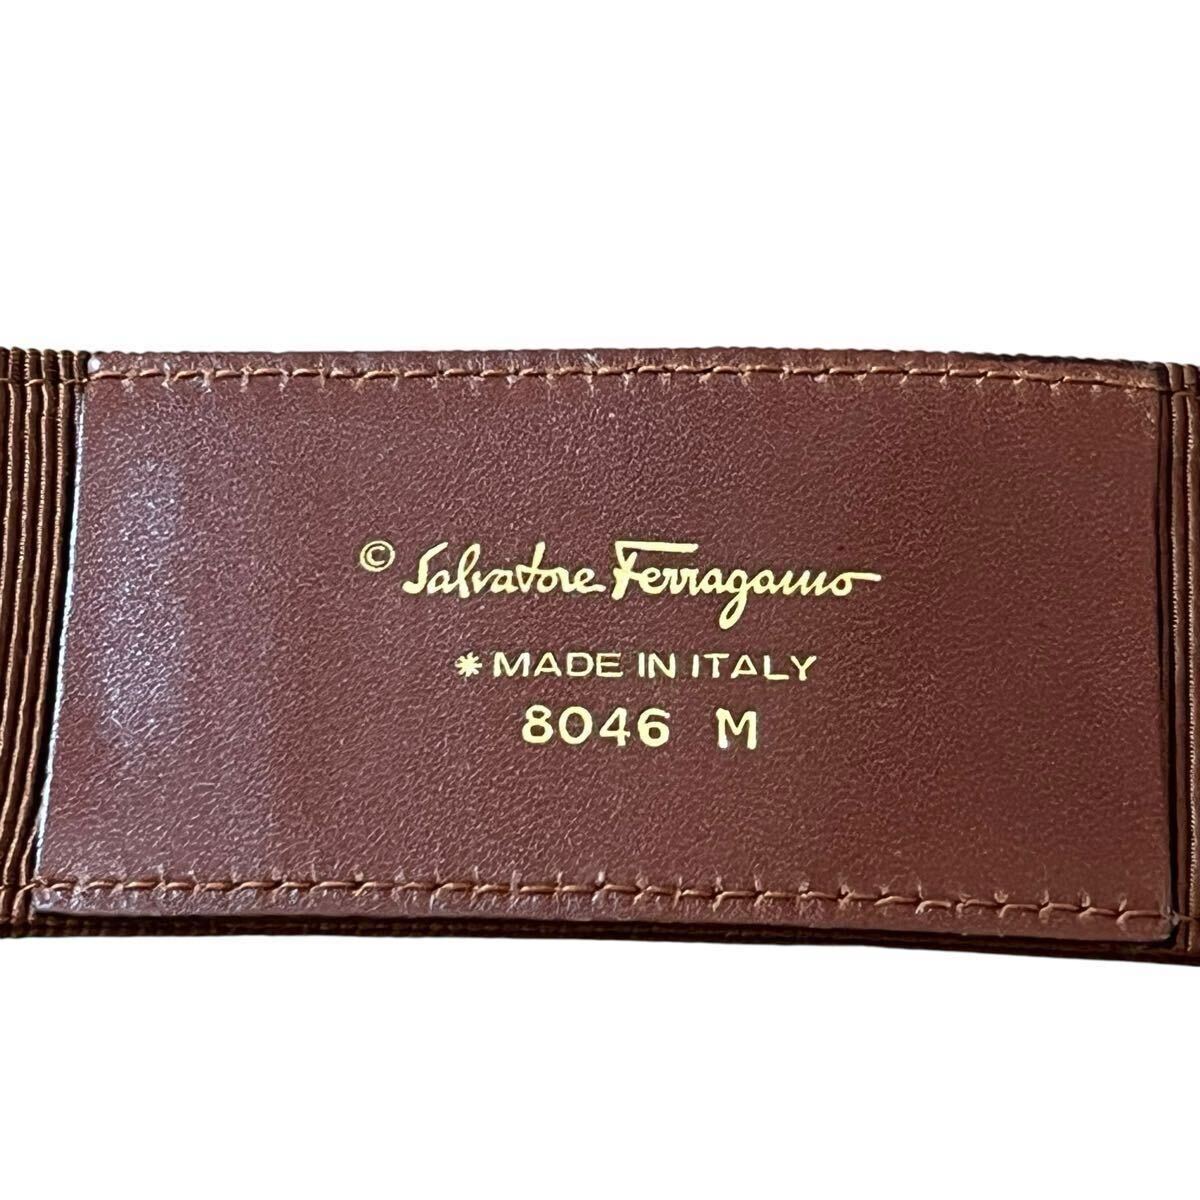 © Salvatore Ferragamo
* MADE IN ITALY
8046 M